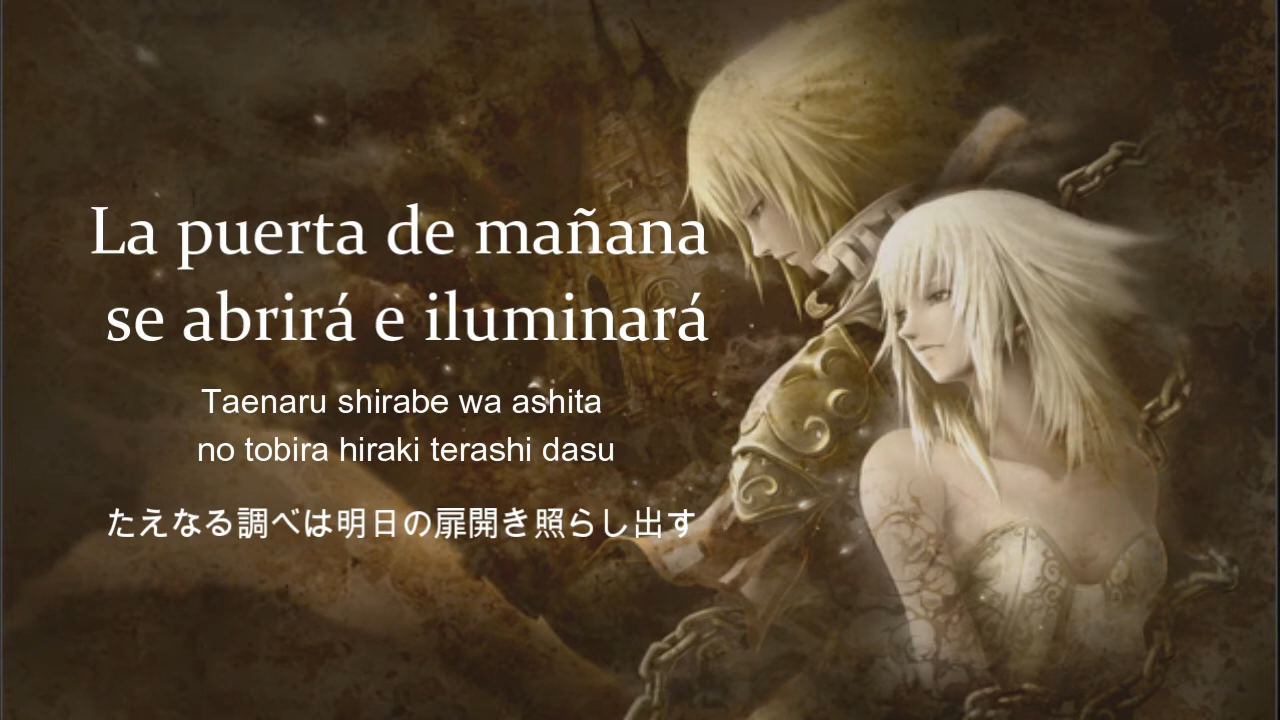 La puerta de mañana
se abrirá e iluminará
Taenaru shirabe wa ashita
no tobira hiraki terashi dasu
たえなる調べは明日の扉開き照らし出す